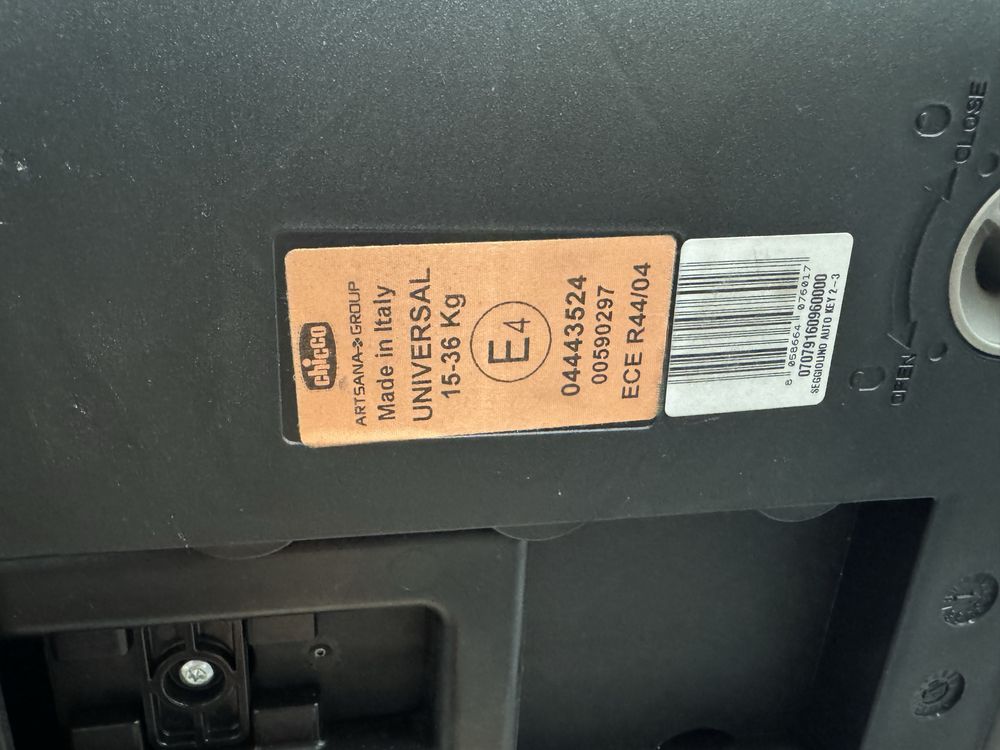 chicco
ARTSANA GROUP
Made in Italy
UNIVERSAL
15-36 Kg
E4
04443524
00590297
ECE R44/04
8 058664 076017
07079160960000
SEGGIOLINO AUTO KEY 2-3
OPEN
CLOSE